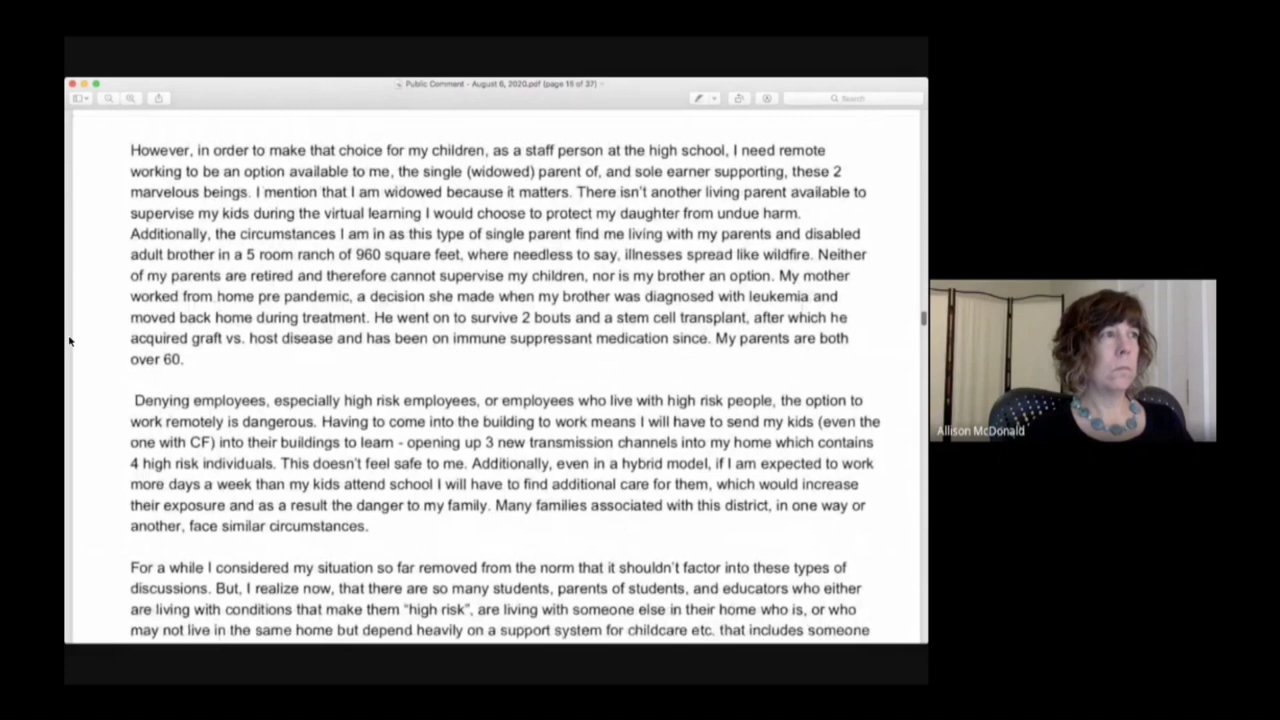 Public Comment - August 6, 2020.pdf (page 15 of 37)
Search
However, in order to make that choice for my children, as a staff person at the high school, I need remote
working to be an option available to me, the single (widowed) parent of, and sole earner supporting, these 2
marvelous beings. I mention that I am widowed because it matters. There isn't another living parent available to
supervise my kids during the virtual learning I would choose to protect my daughter from undue harm.
Additionally, the circumstances I am in as this type of single parent find me living with my parents and disabled
adult brother in a 5 room ranch of 960 square feet, where needless to say, illnesses spread like wildfire. Neither
of my parents are retired and therefore cannot supervise my children, nor is my brother an option. My mother
worked from home pre pandemic, a decision she made when my brother was diagnosed with leukemia and
moved back home during treatment. He went on to survive 2 bouts and a stem cell transplant, after which he
acquired graft vs. host disease and has been on immune suppressant medication since. My parents are both
over 60.
Denying employees, especially high risk employees, or employees who live with high risk people, the option to
work remotely is dangerous. Having to come into the building to work means I will have to send my kids (even the
one with CF) into their buildings to learn - opening up 3 new transmission channels into my home which contains
4 high risk individuals. This doesn't feel safe to me. Additionally, even in a hybrid model, if I am expected to work
more days a week than my kids attend school I will have to find additional care for them, which would increase
their exposure and as a result the danger to my family. Many families associated with this district, in one way or
another, face similar circumstances.
For a while I considered my situation so far removed from the norm that it shouldn't factor into these types of
discussions. But, I realize now, that there are so many students, parents of students, and educators who either
are living with conditions that make them "high risk", are living with someone else in their home who is, or who
may not live in the same home but depend heavily on a support system for childcare etc. that includes someone
Allison McDonald